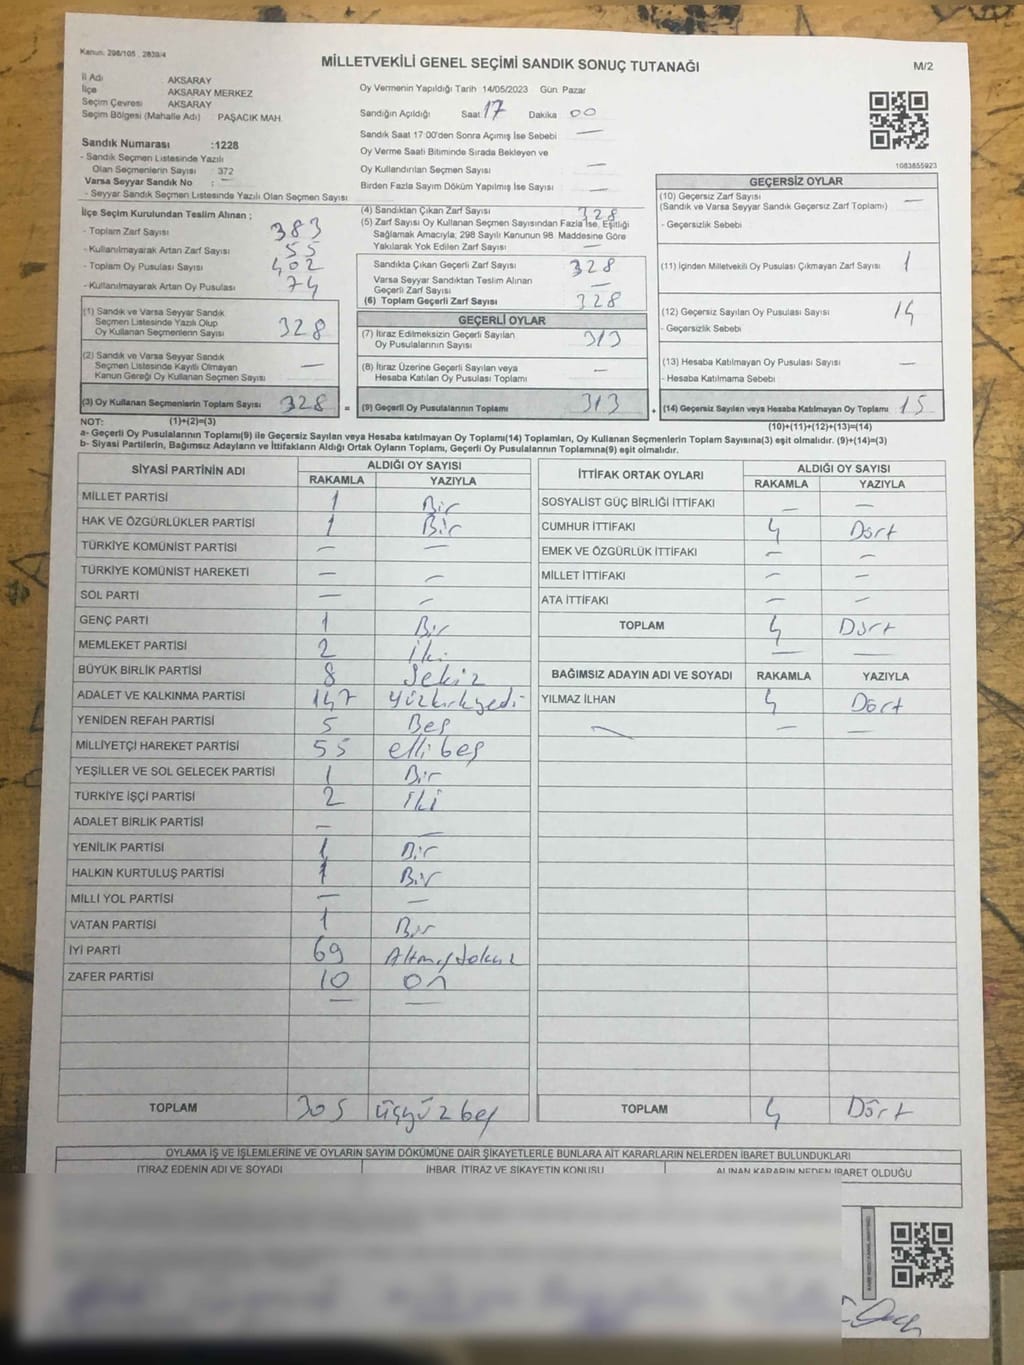 Kanun: 298/105 , 2839/4
MİLLETVEKİLİ GENEL SEÇİMİ SANDIK SONUÇ TUTANAĞI
M/2
İl Adı : AKSARAY
İlçe : AKSARAY MERKEZ
Seçim Çevresi : AKSARAY
Seçim Bölgesi (Mahalle Adı) : PAŞACIK MAH.
Sandık Numarası :1228
- Sandık Seçmen Listesinde Yazılı
Olan Seçmenlerin Sayısı : 372
Varsa Seyyar Sandık No : —
- Seyyar Sandık Seçmen Listesinde Yazılı Olan Seçmen Sayısı
Oy Vermenin Yapıldığı Tarih 14/05/2023 Gün Pazar
Sandığın Açıldığı Saat 17 Dakika 00
Sandık Saat 17:00'den Sonra Açılmış İse Sebebi —
Oy Verme Saati Bitiminde Sırada Bekleyen ve
Oy Kullandırılan Seçmen Sayısı —
Birden Fazla Sayım Döküm Yapılmış İse Sayısı —
1083855923
İlçe Seçim Kurulundan Teslim Alınan ;
- Toplam Zarf Sayısı 383
- Kullanılmayarak Artan Zarf Sayısı 55
- Toplam Oy Pusulası Sayısı 402
- Kullanılmayarak Artan Oy Pusulası 74
(1) Sandık ve Varsa Seyyar Sandık
Seçmen Listesinde Yazılı Olup
Oy Kullanan Seçmenlerin Sayısı 328
(2) Sandık ve Varsa Seyyar Sandık
Seçmen Listesinde Kayıtlı Olmayan
Kanun Gereği Oy Kullanan Seçmen Sayısı —
(3) Oy Kullanan Seçmenlerin Toplam Sayısı 328 =
(4) Sandıktan Çıkan Zarf Sayısı 328
(5) Zarf Sayısı Oy Kullanan Seçmen Sayısından Fazla İse, Eşitliği
Sağlamak Amacıyla; 298 Sayılı Kanunun 98. Maddesine Göre
Yakılarak Yok Edilen Zarf Sayısı —
Sandıkta Çıkan Geçerli Zarf Sayısı 328
Varsa Seyyar Sandıktan Teslim Alınan
Geçerli Zarf Sayısı —
(6) Toplam Geçerli Zarf Sayısı 328
GEÇERLİ OYLAR
(7) İtiraz Edilmeksizin Geçerli Sayılan
Oy Pusulalarının Sayısı 313
(8) İtiraz Üzerine Geçerli Sayılan veya
Hesaba Katılan Oy Pusulası Toplamı —
(9) Geçerli Oy Pusulalarının Toplamı 313 +
GEÇERSİZ OYLAR
(10) Geçersiz Zarf Sayısı
(Sandık ve Varsa Seyyar Sandık Geçersiz Zarf Toplamı) —
- Geçersizlik Sebebi
(11) İçinden Milletvekili Oy Pusulası Çıkmayan Zarf Sayısı 1
(12) Geçersiz Sayılan Oy Pusulası Sayısı 14
- Geçersizlik Sebebi
(13) Hesaba Katılmayan Oy Pusulası Sayısı —
- Hesaba Katılmama Sebebi
(14) Geçersiz Sayılan veya Hesaba Katılmayan Oy Toplamı 15
NOT: (1)+(2)=(3)
(10)+(11)+(12)+(13)=(14)
a- Geçerli Oy Pusulalarının Toplamı(9) ile Geçersiz Sayılan veya Hesaba katılmayan Oy Toplamı(14) Toplamları, Oy Kullanan Seçmenlerin Toplam Sayısına(3) eşit olmalıdır. (9)+(14)=(3)
b- Siyasi Partilerin, Bağımsız Adayların ve İttifakların Aldığı Ortak Oyların Toplamı, Geçerli Oy Pusulalarının Toplamına(9) eşit olmalıdır.
SİYASİ PARTİNİN ADI ALDIĞI OY SAYISI
RAKAMLA YAZIYLA
MİLLET PARTİSİ 1 Bir
HAK VE ÖZGÜRLÜKLER PARTİSİ 1 Bir
TÜRKİYE KOMÜNİST PARTİSİ — —
TÜRKİYE KOMÜNİST HAREKETİ — —
SOL PARTİ — —
GENÇ PARTİ 1 Bir
MEMLEKET PARTİSİ 2 İki
BÜYÜK BİRLİK PARTİSİ 8 Sekiz
ADALET VE KALKINMA PARTİSİ 147 Yüzkırkyedi
YENİDEN REFAH PARTİSİ 5 Beş
MİLLİYETÇİ HAREKET PARTİSİ 55 elli beş
YEŞİLLER VE SOL GELECEK PARTİSİ 1 Bir
TÜRKİYE İŞÇİ PARTİSİ 2 iki
ADALET BİRLİK PARTİSİ — —
YENİLİK PARTİSİ 1 Bir
HALKIN KURTULUŞ PARTİSİ 1 Bir
MİLLİ YOL PARTİSİ — —
VATAN PARTİSİ 1 Bir
İYİ PARTİ 69 Altmışdokuz
ZAFER PARTİSİ 10 on
— —
TOPLAM 305 üçyüz beş
İTTİFAK ORTAK OYLARI ALDIĞI OY SAYISI
RAKAMLA YAZIYLA
SOSYALİST GÜÇ BİRLİĞİ İTTİFAKI — —
CUMHUR İTTİFAKI 4 Dört
EMEK VE ÖZGÜRLÜK İTTİFAKI — —
MİLLET İTTİFAKI — —
ATA İTTİFAKI — —
TOPLAM 4 Dört
— —
BAĞIMSIZ ADAYIN ADI VE SOYADI RAKAMLA YAZIYLA
YILMAZ İLHAN 4 Dört
— — —
TOPLAM 4 Dört
OYLAMA İŞ VE İŞLEMLERİNE VE OYLARIN SAYIM DÖKÜMÜNE DAİR ŞİKAYETLERLE BUNLARA AİT KARARLARIN NELERDEN İBARET BULUNDUKLARI
İTİRAZ EDENİN ADI VE SOYADI İHBAR, İTİRAZ VE ŞİKAYETİN KONUSU ALINAN KARARIN NEDEN İBARET OLDUĞU